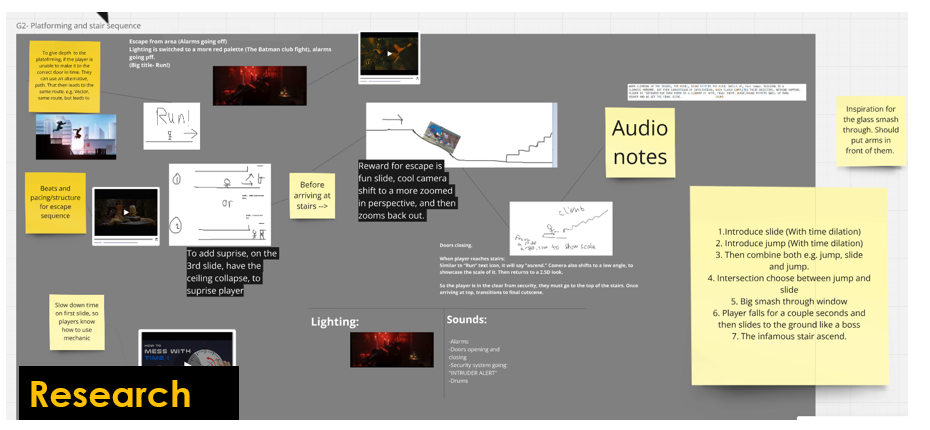 G2- Platforming and stair sequence
To give depth to the
platofrming, if the player is
unable to make it to the
correct door in time. They
can use an alternative,
path. That then leads to the
same route. e.g. Vector,
same route, but leads to
Escape from area (Alarms going off)
Lighting is switched to a more red palette (The Batman club fight), alarms
going pff.
(Big title- Run!)
Run!
Audio
notes
Inspiration for
the glass smash
through. Should
put arms in
front of them.
Beats and
pacing/structure
for escape
sequence
1
or
2
Before
arriving at
stairs -->
Reward for escape is
fun slide, cool camera
shift to a more zoomed
in perspective, and then
zooms back out.
climb
to show scale
To add suprise, on the
3rd slide, have the
ceiling collapse, to
suprise player
Doors closing.
When player reaches stairs:
Similar to "Run" text icon, it will say "ascend." Camera also shifts to a low angle, to
showcase the scale of it. Then returns to a 2.5D look.
So the player is in the clear from security, they must go to the top of the stairs. Once
arriving at top, transitions to final cutscene.
1.Introduce slide (With time dilation)
2. Introduce jump (With time dilation)
3. Then combine both e.g. jump, slide
and jump.
4. Intersection choose between jump and
slide
5. Big smash through window
6. Player falls for a couple seconds and
then slides to the ground like a boss
7. The infamous stair ascend.
Slow down time
on first slide, so
players know
how to use
mechanic
HOW TO
MESS WITH
TIME
Lighting:
Sounds:
-Alarms
-Doors opening and
closing
-Security system going:
"INTRUDER ALERT"
-Drums
Research